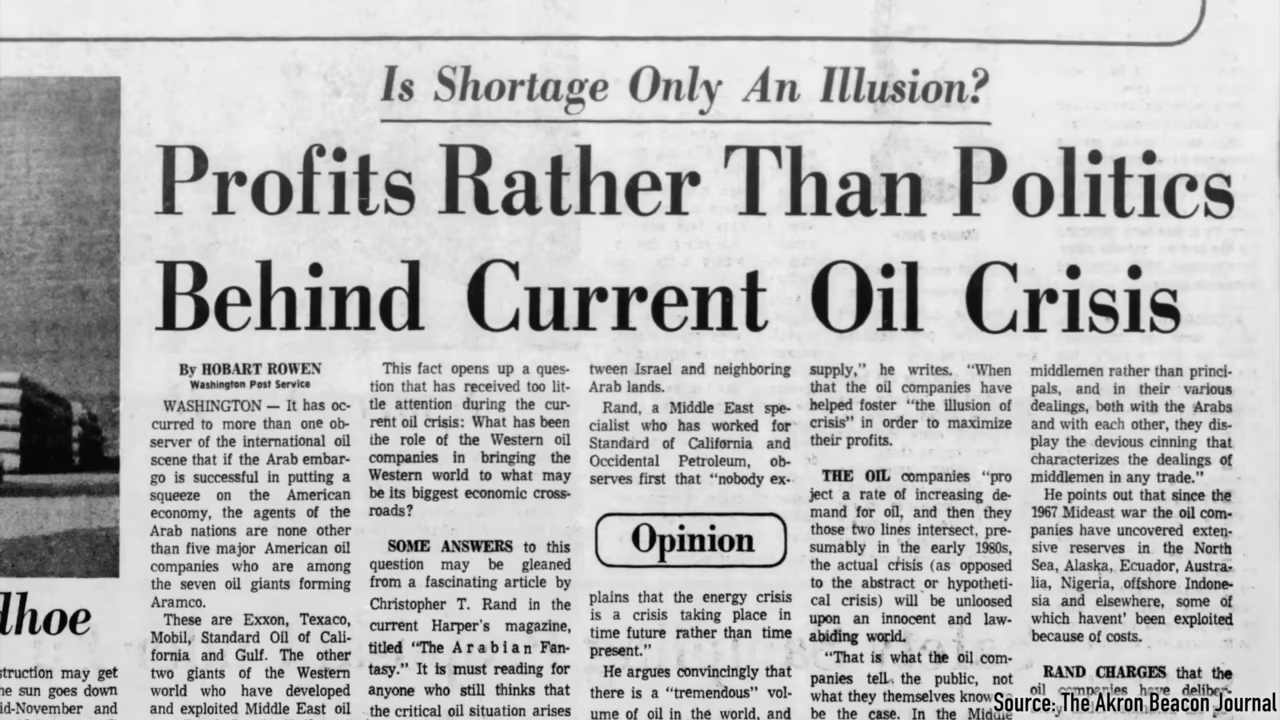 Is Shortage Only An Illusion?
Profits Rather Than Politics
Behind Current Oil Crisis
By HOBART ROWEN
Washington Post Service
WASHINGTON — It has oc-
curred to more than one ob-
server of the international oil
scene that if the Arab embar-
go is successful in putting a
squeeze on the American
economy, the agents of the
Arab nations are none other
than five major American oil
companies who are among
the seven oil giants forming
Aramco.
These are Exxon, Texaco,
Mobil, Standard Oil of Cali-
fornia and Gulf. The other
two giants of the Western
world who have developed
and exploited Middle East oil
This fact opens up a ques-
tion that has received too lit-
tle attention during the cur-
rent oil crisis: What has been
the role of the Western oil
companies in bringing the
Western world to what may
be its biggest economic cross-
roads?
SOME ANSWERS to this
question may be gleaned
from a fascinating article by
Christopher T. Rand in the
current Harper's magazine,
titled "The Arabian Fan-
tasy." It is must reading for
anyone who still thinks that
the critical oil situation arises
tween Israel and neighboring
Arab lands.
Rand, a Middle East spe-
cialist who has worked for
Standard of California and
Occidental Petroleum, ob-
serves first that "nobody ex-
Opinion
plains that the energy crisis
is a crisis taking place in
time future rather than time
present."
He argues convincingly that
there is a "tremendous" vol-
ume of oil in the world, and
supply," he writes. "When
that the oil companies have
helped foster "the illusion of
crisis" in order to maximize
their profits.
THE OIL companies "pro
ject a rate of increasing de-
mand for oil, and then they
those two lines intersect, pre-
sumably in the early 1980s,
the actual crisis (as opposed
to the abstract or hypotheti-
cal crisis) will be unloosed
upon an innocent and law-
abiding world.
"That is what the oil com-
panies tell the public, not
what they themselves know
be the case. In the Middle
middlemen rather than princi-
pals, and in their various
dealings, both with the Arabs
and with each other, they dis-
play the devious cinning that
characterizes the dealings of
middlemen in any trade."
He points out that since the
1967 Mideast war the oil com-
panies have uncovered exten-
sive reserves in the North
Sea, Alaska, Ecuador, Austra-
lia, Nigeria, offshore Indone-
sia and elsewhere, some of
which havent' been exploited
because of costs.
RAND CHARGES that the
oil companies have deliber-
dhoe
struction may get
he sun goes down
id-November and
Source: The Akron Beacon Journal